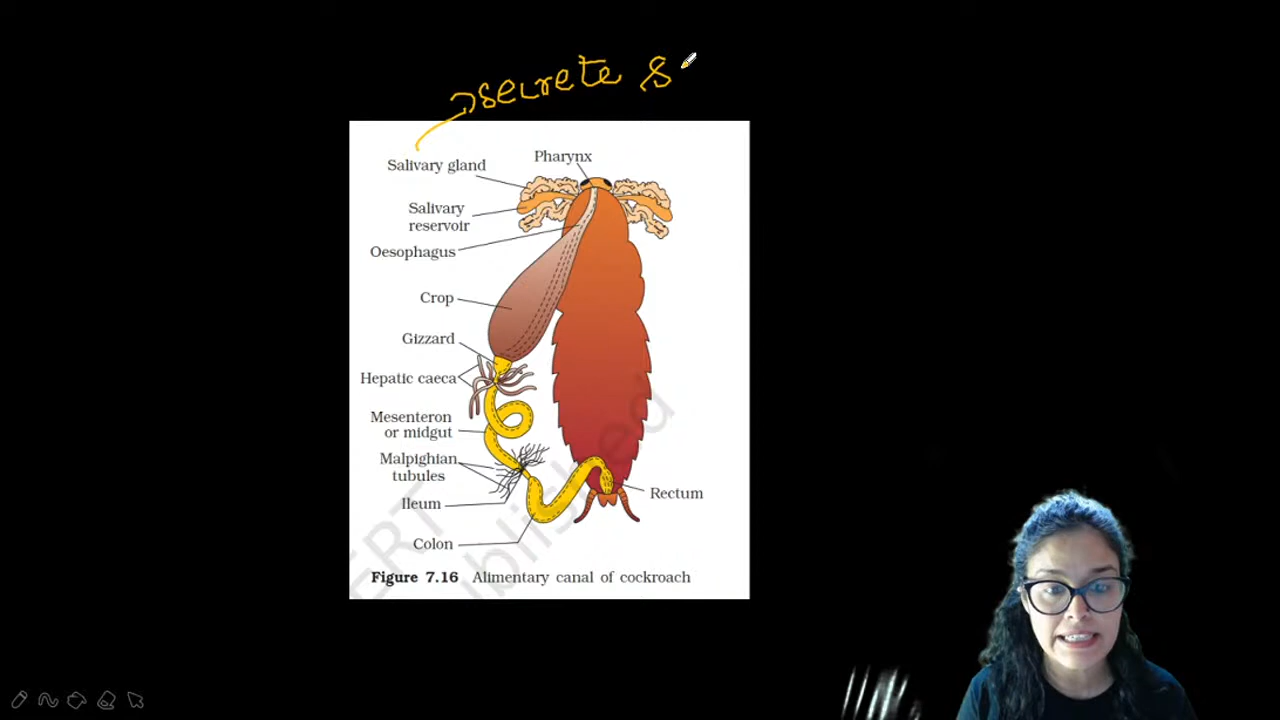 secrete s
Salivary gland
Pharynx
Salivary
reservoir
Oesophagus
Crop
Gizzard
Hepatic caeca
Mesenteron
or midgut
Malpighian
tubules
Ileum
Colon
Rectum
Figure 7.16 Alimentary canal of cockroach